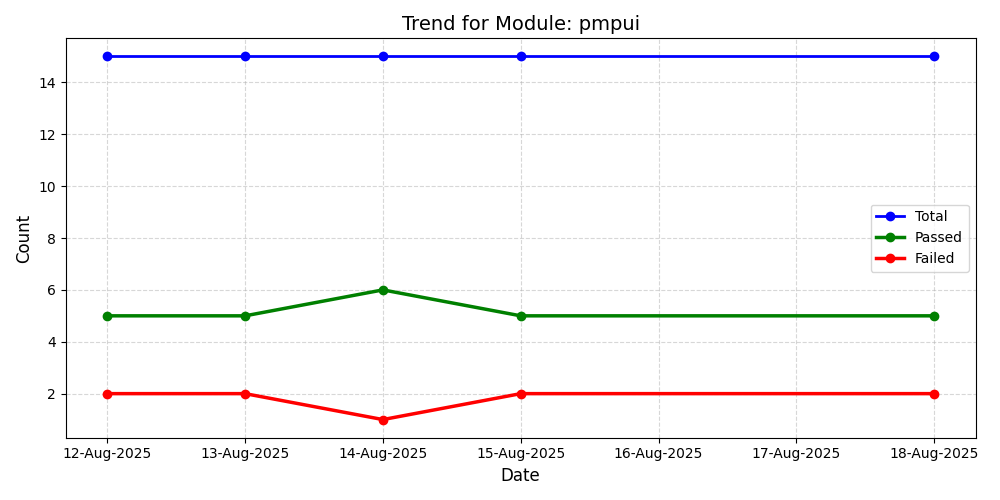 Trend for Module: pmpui
Count
14
12
10
8
6
4
2
Total
Passed
Failed
12-Aug-2025 13-Aug-2025 14-Aug-2025 15-Aug-2025 16-Aug-2025 17-Aug-2025 18-Aug-2025
Date